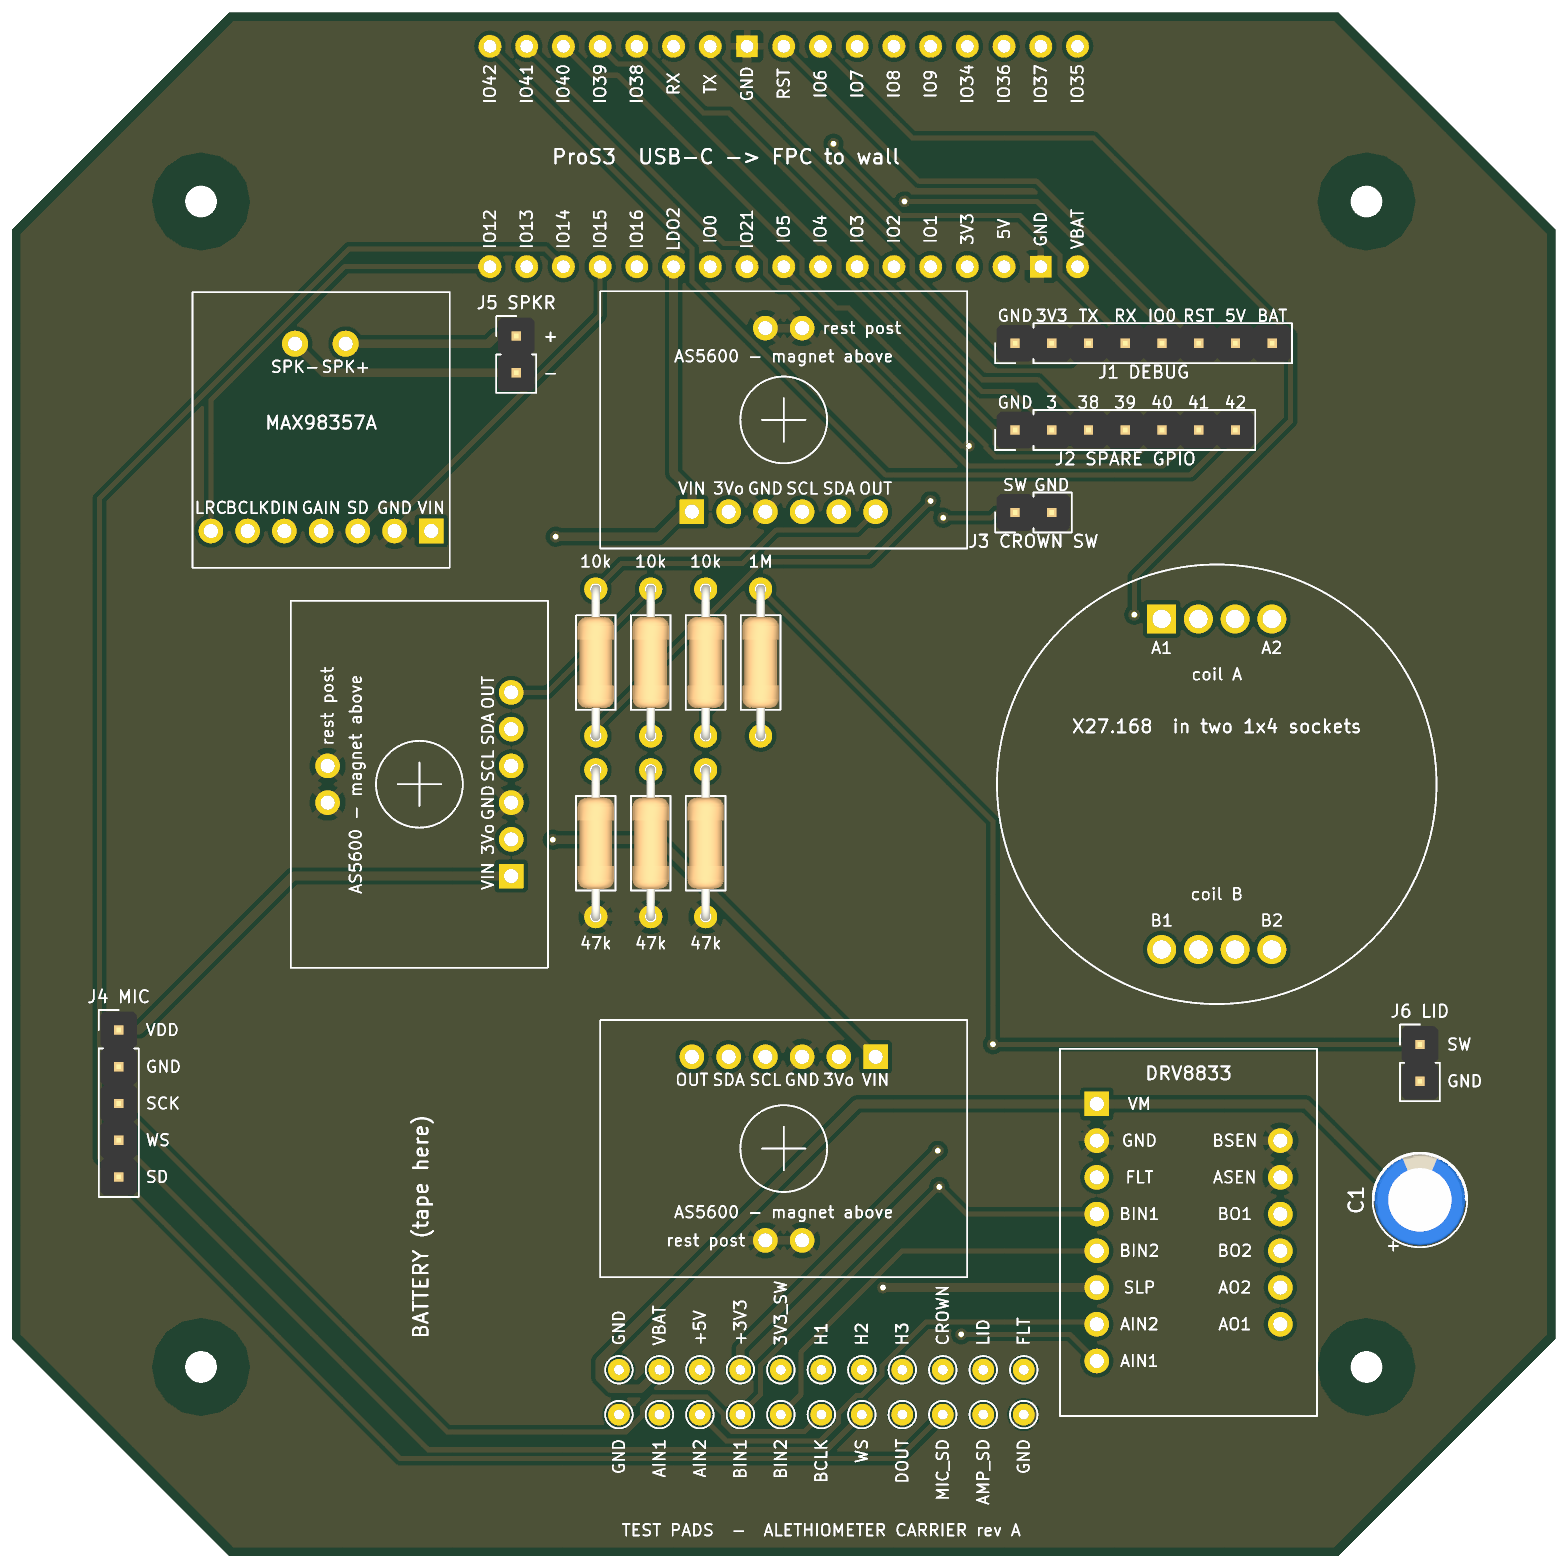 IO42 IO41 IO40 IO39 IO38 RX TX GND RST IO6 IO7 IO8 IO9 IO34 IO36 IO37 IO35
ProS3 USB-C -> FPC to wall
IO12 IO13 IO14 IO15 IO16 LDO2 IO0 IO21 IO5 IO4 IO3 IO2 IO1 3V3 5V GND VBAT
J5 SPKR
+
-
SPK- SPK+
MAX98357A
LRC BCLK DIN GAIN SD GND VIN
rest post
AS5600 - magnet above
VIN 3Vo GND SCL SDA OUT
GND 3V3 TX RX IO0 RST 5V BAT
J1 DEBUG
GND 3 38 39 40 41 42
J2 SPARE GPIO
SW GND
J3 CROWN SW
10k 10k 10k 1M
rest post
AS5600 - magnet above
VIN 3Vo GND SCL SDA OUT
47k 47k 47k
A1 A2
coil A
X27.168 in two 1x4 sockets
coil B
B1 B2
J4 MIC
VDD
GND
SCK
WS
SD
BATTERY (tape here)
OUT SDA SCL GND 3Vo VIN
AS5600 - magnet above
rest post
J6 LID
SW
GND
DRV8833
VM
GND BSEN
FLT ASEN
BIN1 BO1
BIN2 BO2
SLP AO2
AIN2 AO1
AIN1
C1
+
GND VBAT +5V +3V3 3V3_SW H1 H2 H3 CROWN LID FLT
GND AIN1 AIN2 BIN1 BIN2 BCLK WS DOUT MIC_SD AMP_SD GND
TEST PADS - ALETHIOMETER CARRIER rev A